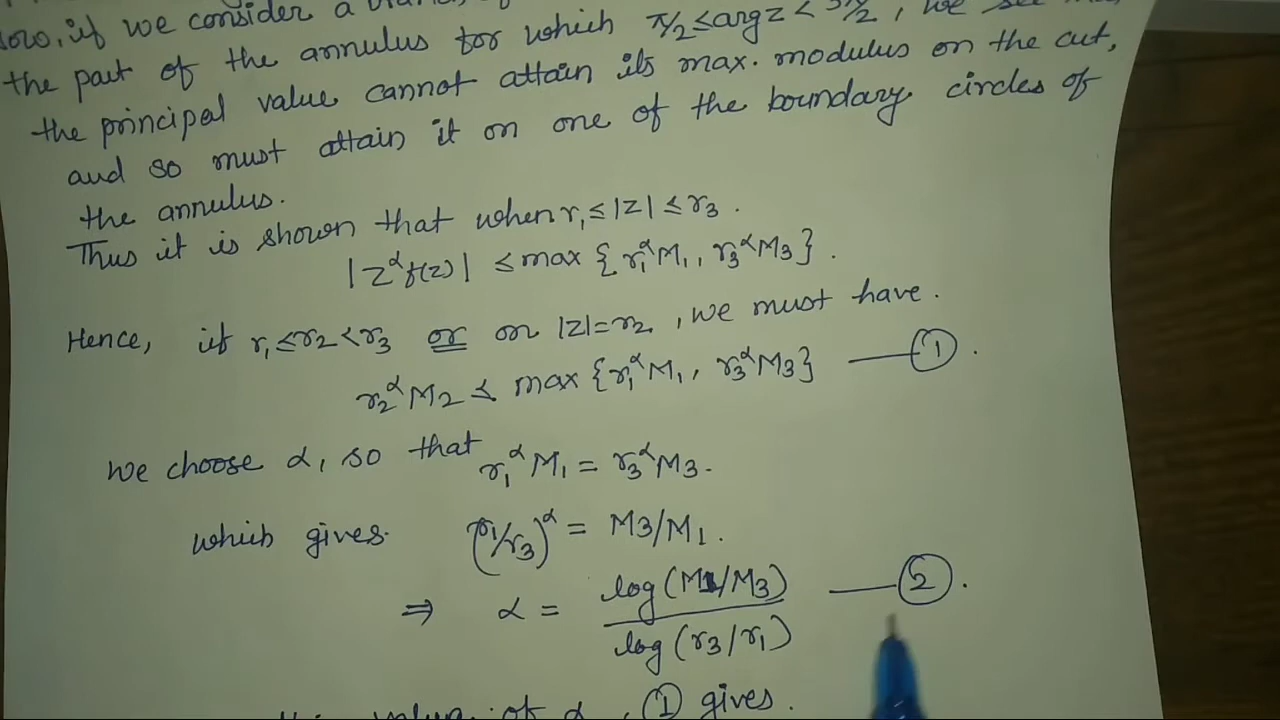 if we consider a
the part of the annulus for which π/2≤arg z < 3π/2, we see
the principal value cannot attain its max. modulus on the cut,
and so must attain it on one of the boundary circles of
the annulus.
Thus it is shown that when r₁ ≤ |z| ≤ r₃.
|z^α f(z)| ≤ max {r₁^α M₁, r₃^α M₃}.
Hence, if r₁ ≤ r₂ < r₃ or on |z| = r₂, we must have.
r₂^α M₂ ≤ max {r₁^α M₁, r₃^α M₃} — ①.
We choose α, so that r₁^α M₁ = r₃^α M₃.
which gives. (r₁/r₃)^α = M3/M₁.
⇒ α = log(M1/M3) / log(r₃/r₁) — ②.
value of α, ① gives.